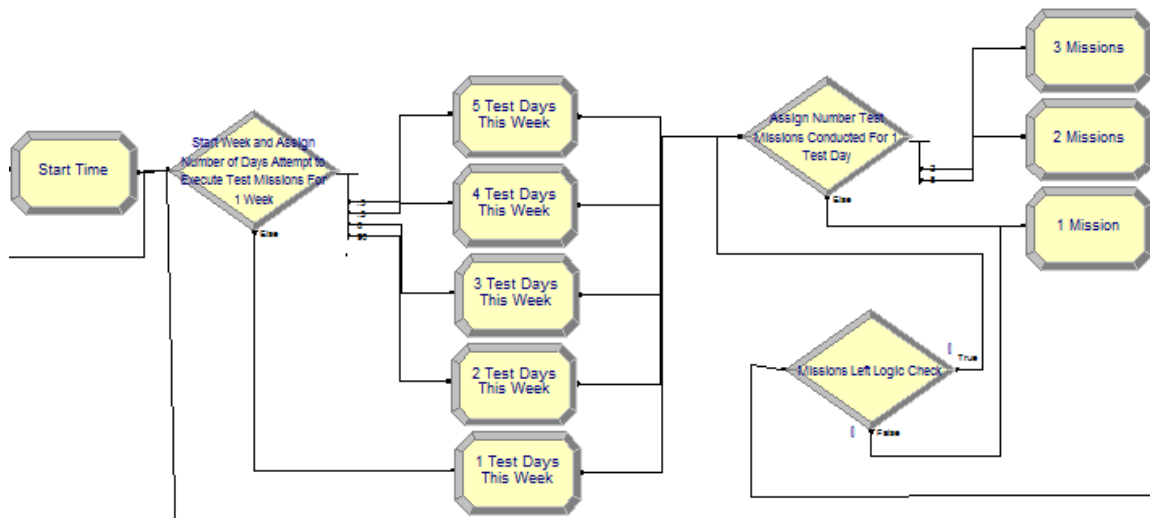 Start Time
Start Week and Assign
Number of Days Attempt to
Execute Test Missions For
1 Week
Else
5 Test Days
This Week
4 Test Days
This Week
3 Test Days
This Week
2 Test Days
This Week
1 Test Days
This Week
Assign Number Test
Missions Conducted For 1
Test Day
Else
3 Missions
2 Missions
1 Mission
Missions Left Logic Check
True
False